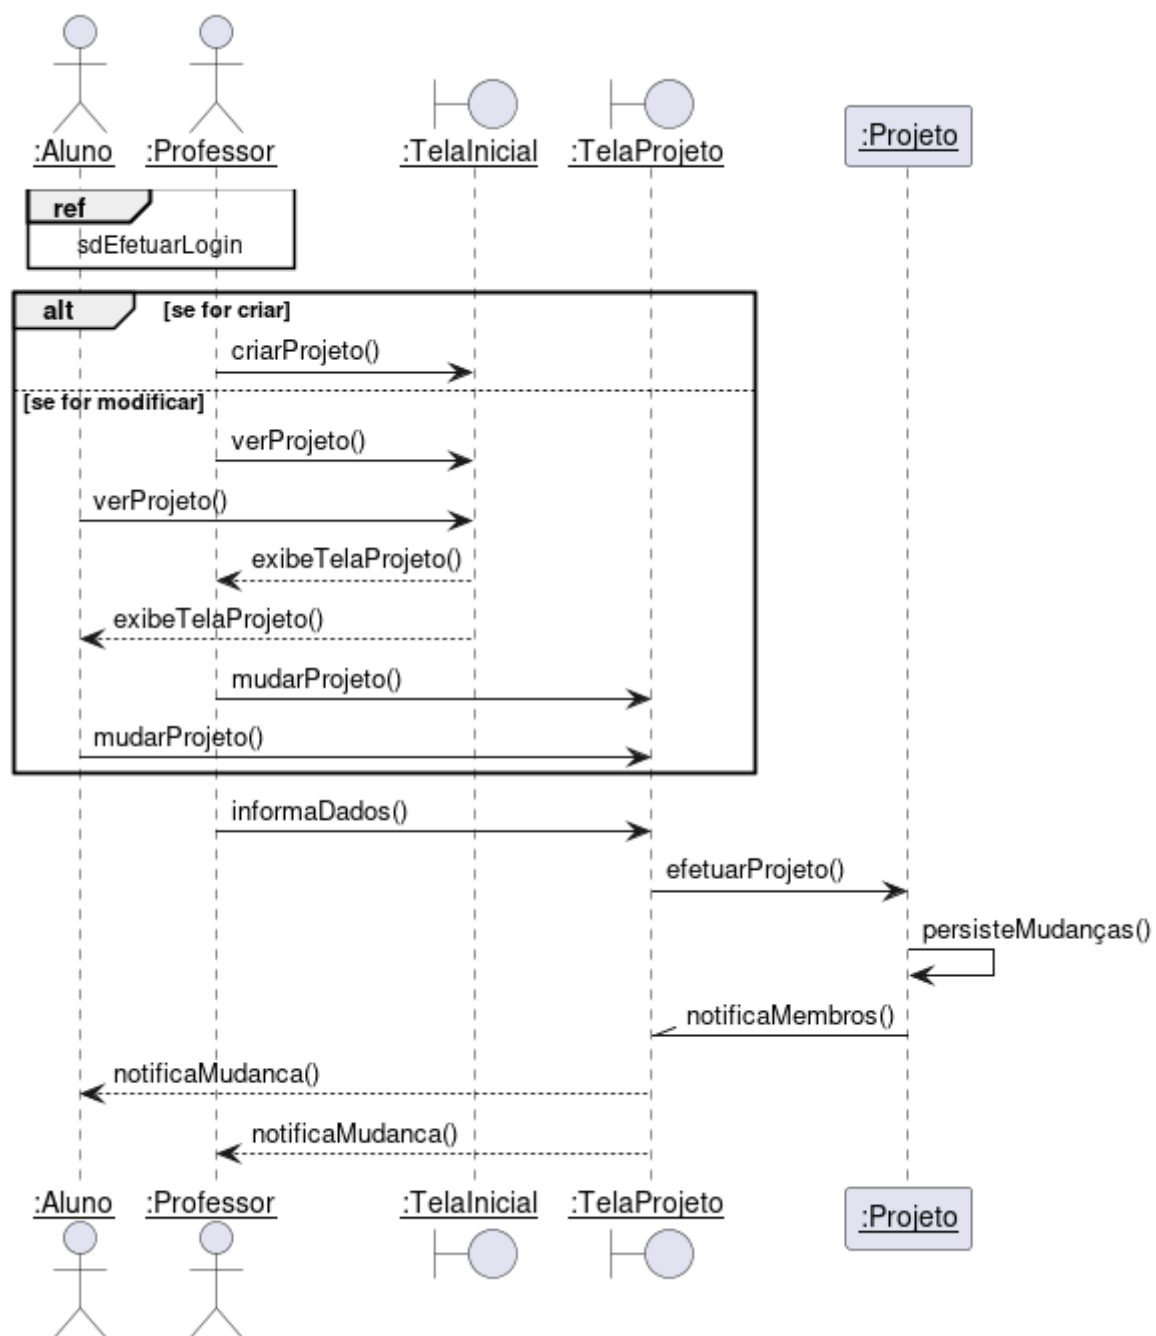 :Aluno :Professor :TelaInicial :TelaProjeto :Projeto
ref
sdEfetuarLogin
alt [se for criar]
criarProjeto()
[se for modificar]
verProjeto()
verProjeto()
exibeTelaProjeto()
exibeTelaProjeto()
mudarProjeto()
mudarProjeto()
informaDados()
efetuarProjeto()
persisteMudanças()
notificaMembros()
notificaMudanca()
notificaMudanca()
:Aluno :Professor :TelaInicial :TelaProjeto :Projeto